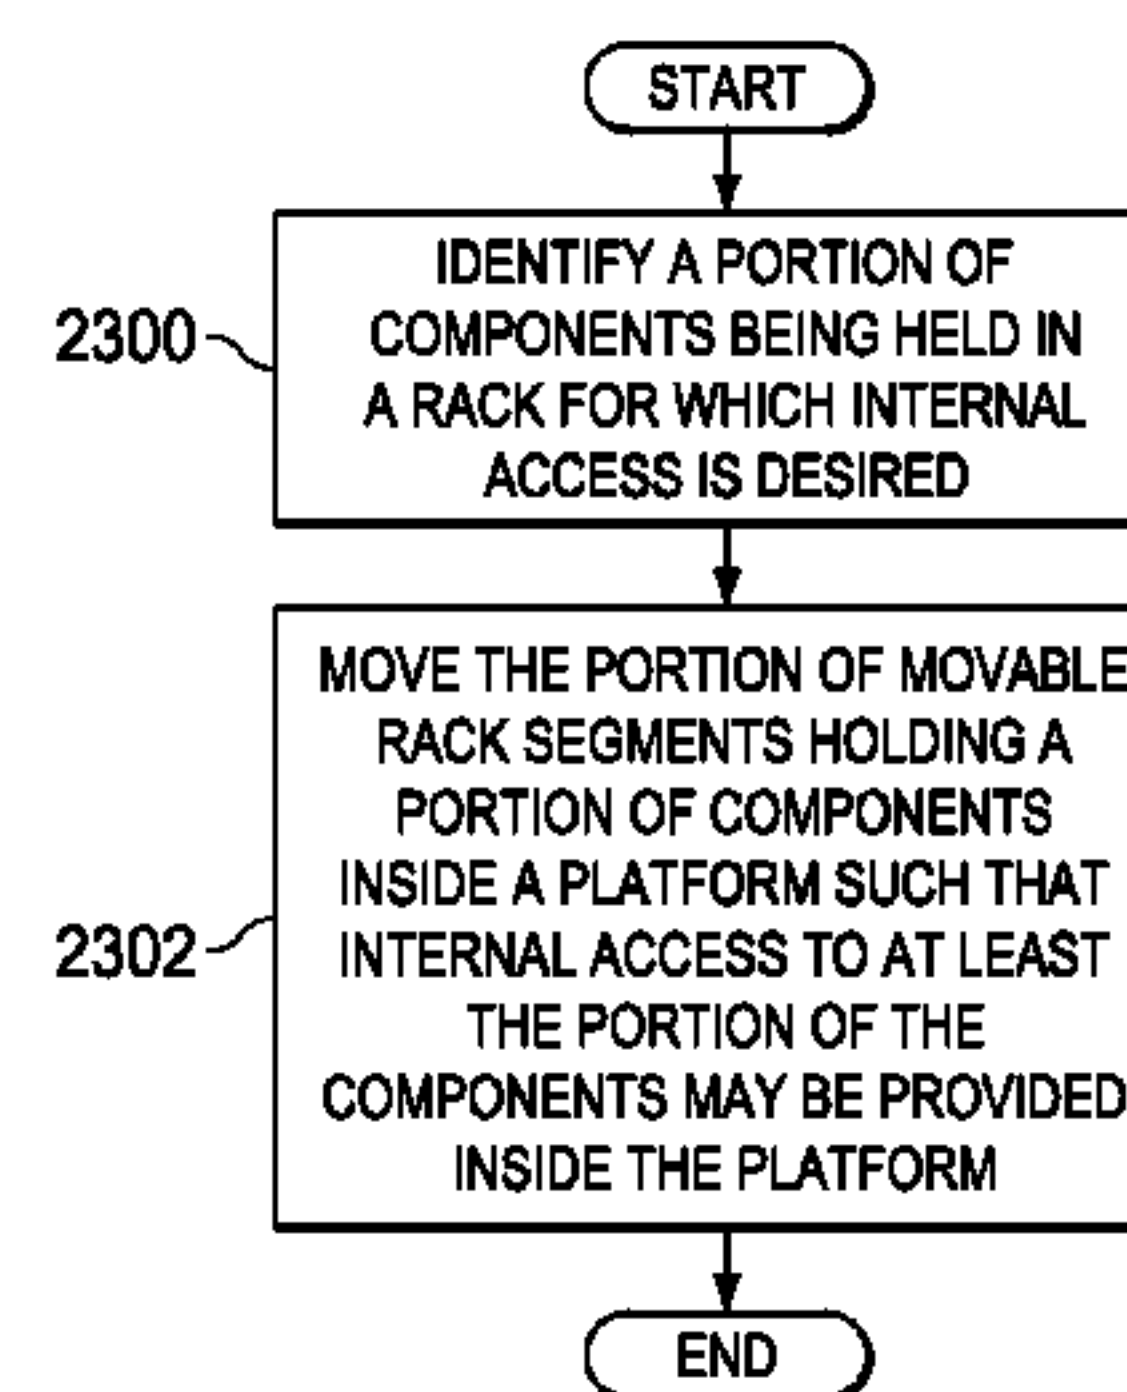 START
IDENTIFY A PORTION OF
COMPONENTS BEING HELD IN
A RACK FOR WHICH INTERNAL
ACCESS IS DESIRED
2300
MOVE THE PORTION OF MOVABLE
RACK SEGMENTS HOLDING A
PORTION OF COMPONENTS
INSIDE A PLATFORM SUCH THAT
INTERNAL ACCESS TO AT LEAST
THE PORTION OF THE
COMPONENTS MAY BE PROVIDED
INSIDE THE PLATFORM
2302
END